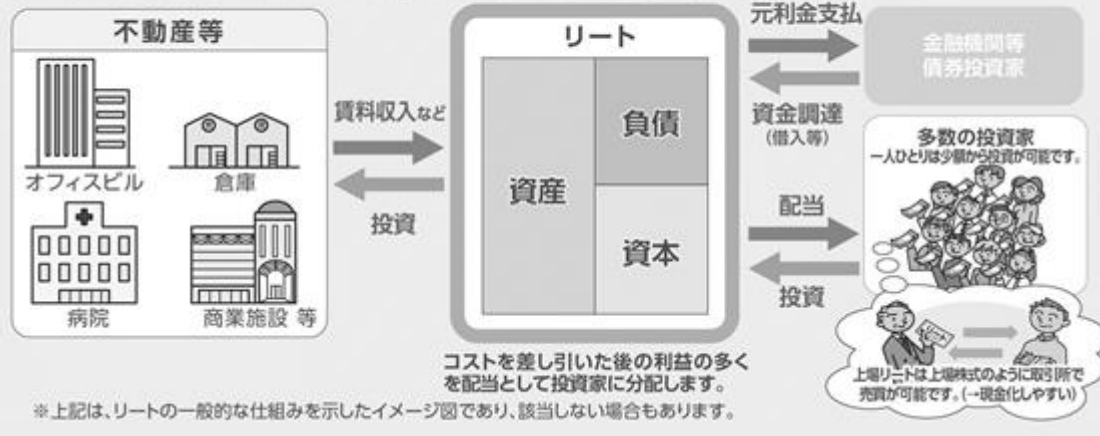 不動産等
オフィスビル
倉庫
病院
商業施設 等
賃料収入など
投資
リート
資産
負債
資本
コストを差し引いた後の利益の多く
を配当として投資家に分配します。
元利金支払
資金調達
(借入等)
金融機関等
債券投資家
配当
投資
多数の投資家
一人ひとりは少額から投資が可能です。
リート
上場リートは上場株式のように取引所で
売買が可能です。(→現金化しやすい)
※上記は、リートの一般的な仕組みを示したイメージ図であり、該当しない場合もあります。